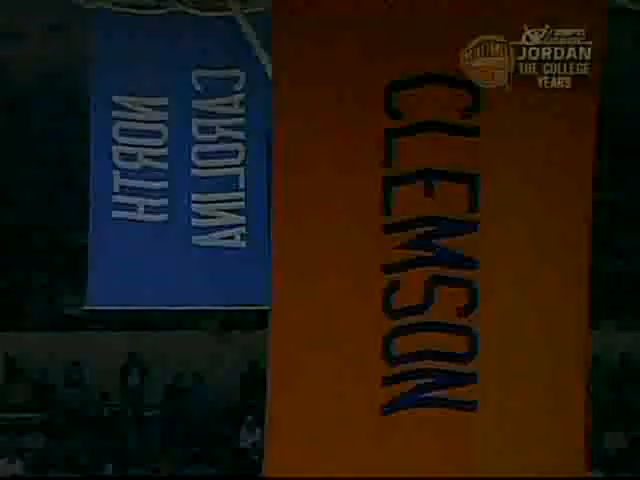 NORTH
CAROLINA
CLEMSON
JORDAN
THE COLLEGE
YEARS